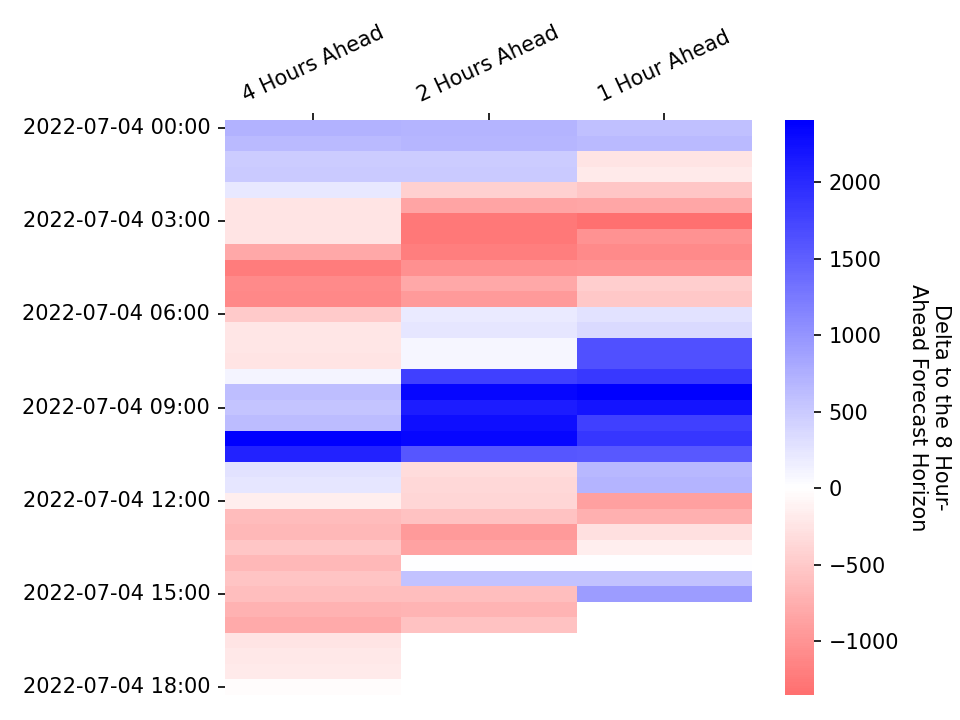 4 Hours Ahead
2 Hours Ahead
1 Hour Ahead
2022-07-04 00:00
2022-07-04 03:00
2022-07-04 06:00
2022-07-04 09:00
2022-07-04 12:00
2022-07-04 15:00
2022-07-04 18:00
2000
1500
1000
500
0
−500
−1000
Delta to the 8 Hour-
Ahead Forecast Horizon